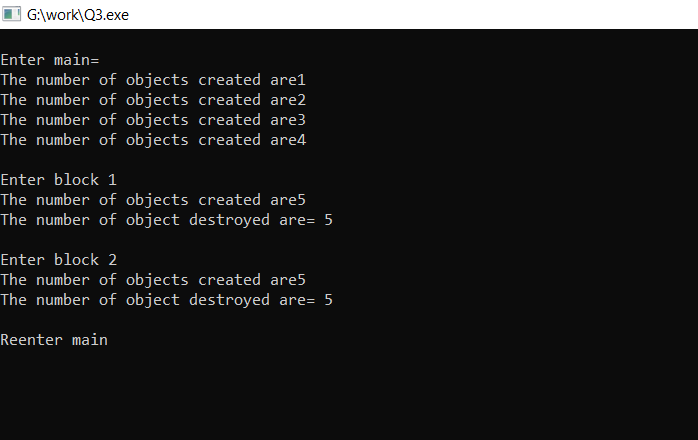 G:\work\Q3.exe
Enter main=
The number of objects created are1
The number of objects created are2
The number of objects created are3
The number of objects created are4
Enter block 1
The number of objects created are5
The number of object destroyed are= 5
Enter block 2
The number of objects created are5
The number of object destroyed are= 5
Reenter main